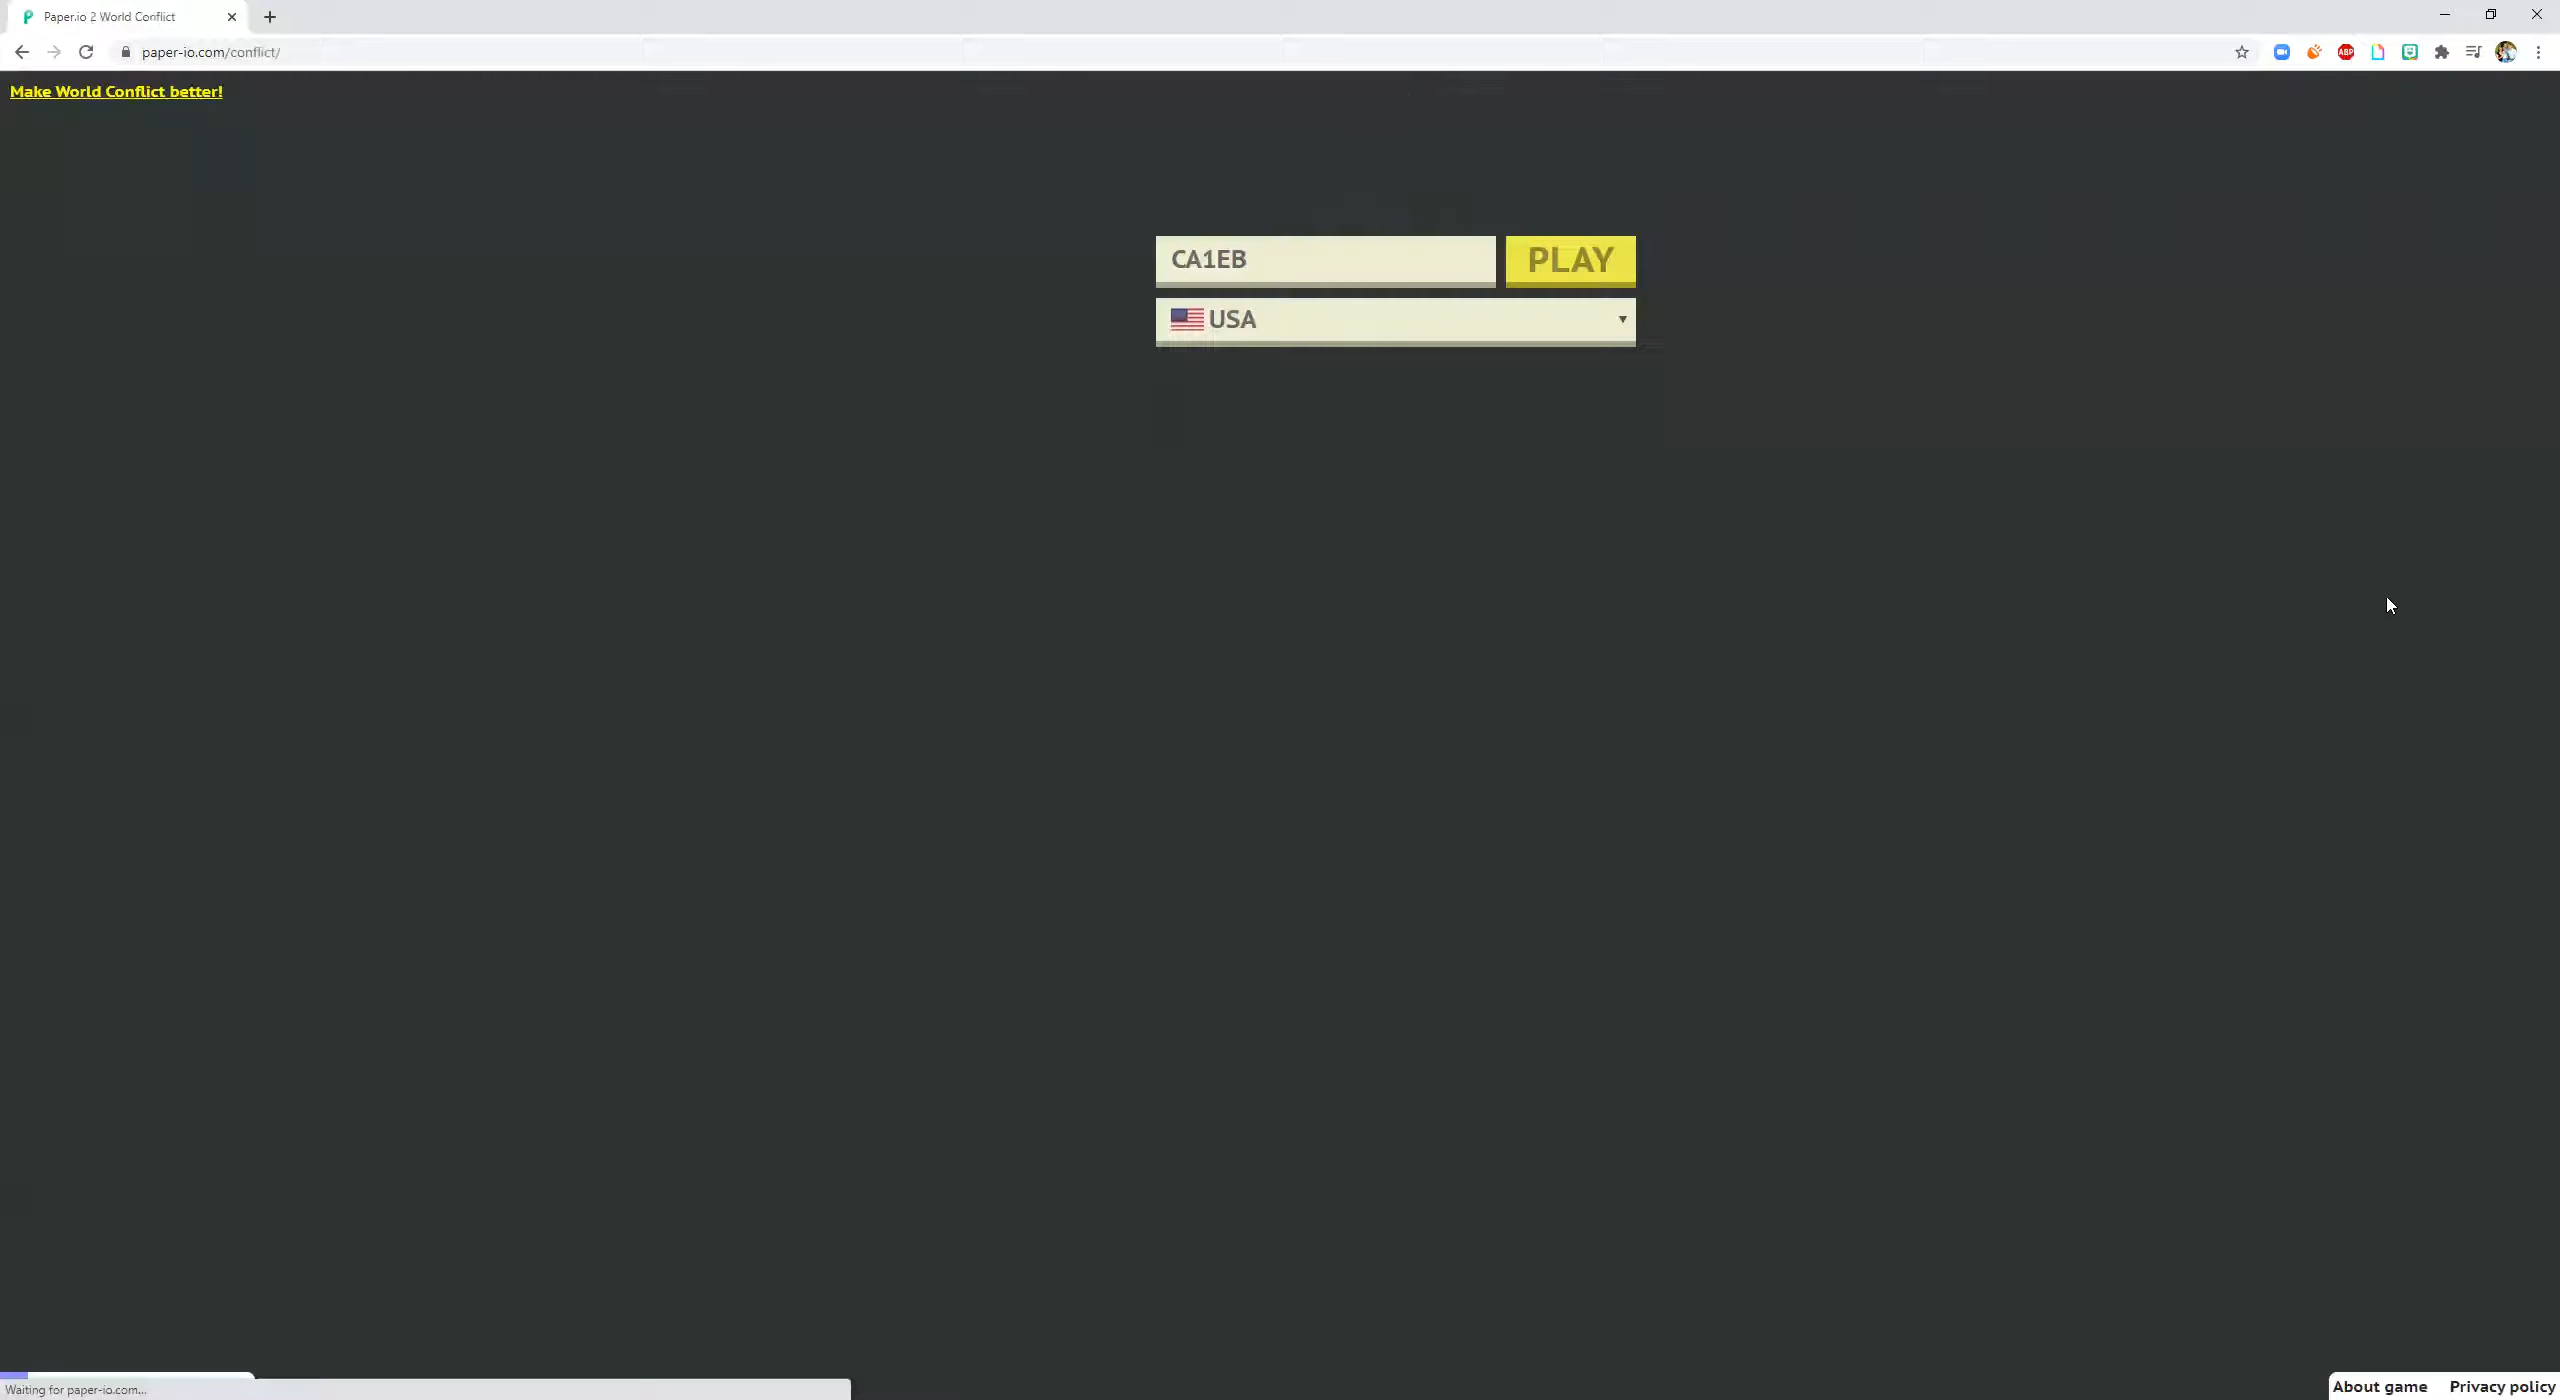 Paper.io 2 World Conflict
paper-io.com/conflict/
ABP
Make World Conflict better!
CA1EB
PLAY
USA
Waiting for paper-io.com...
About game
Privacy policy